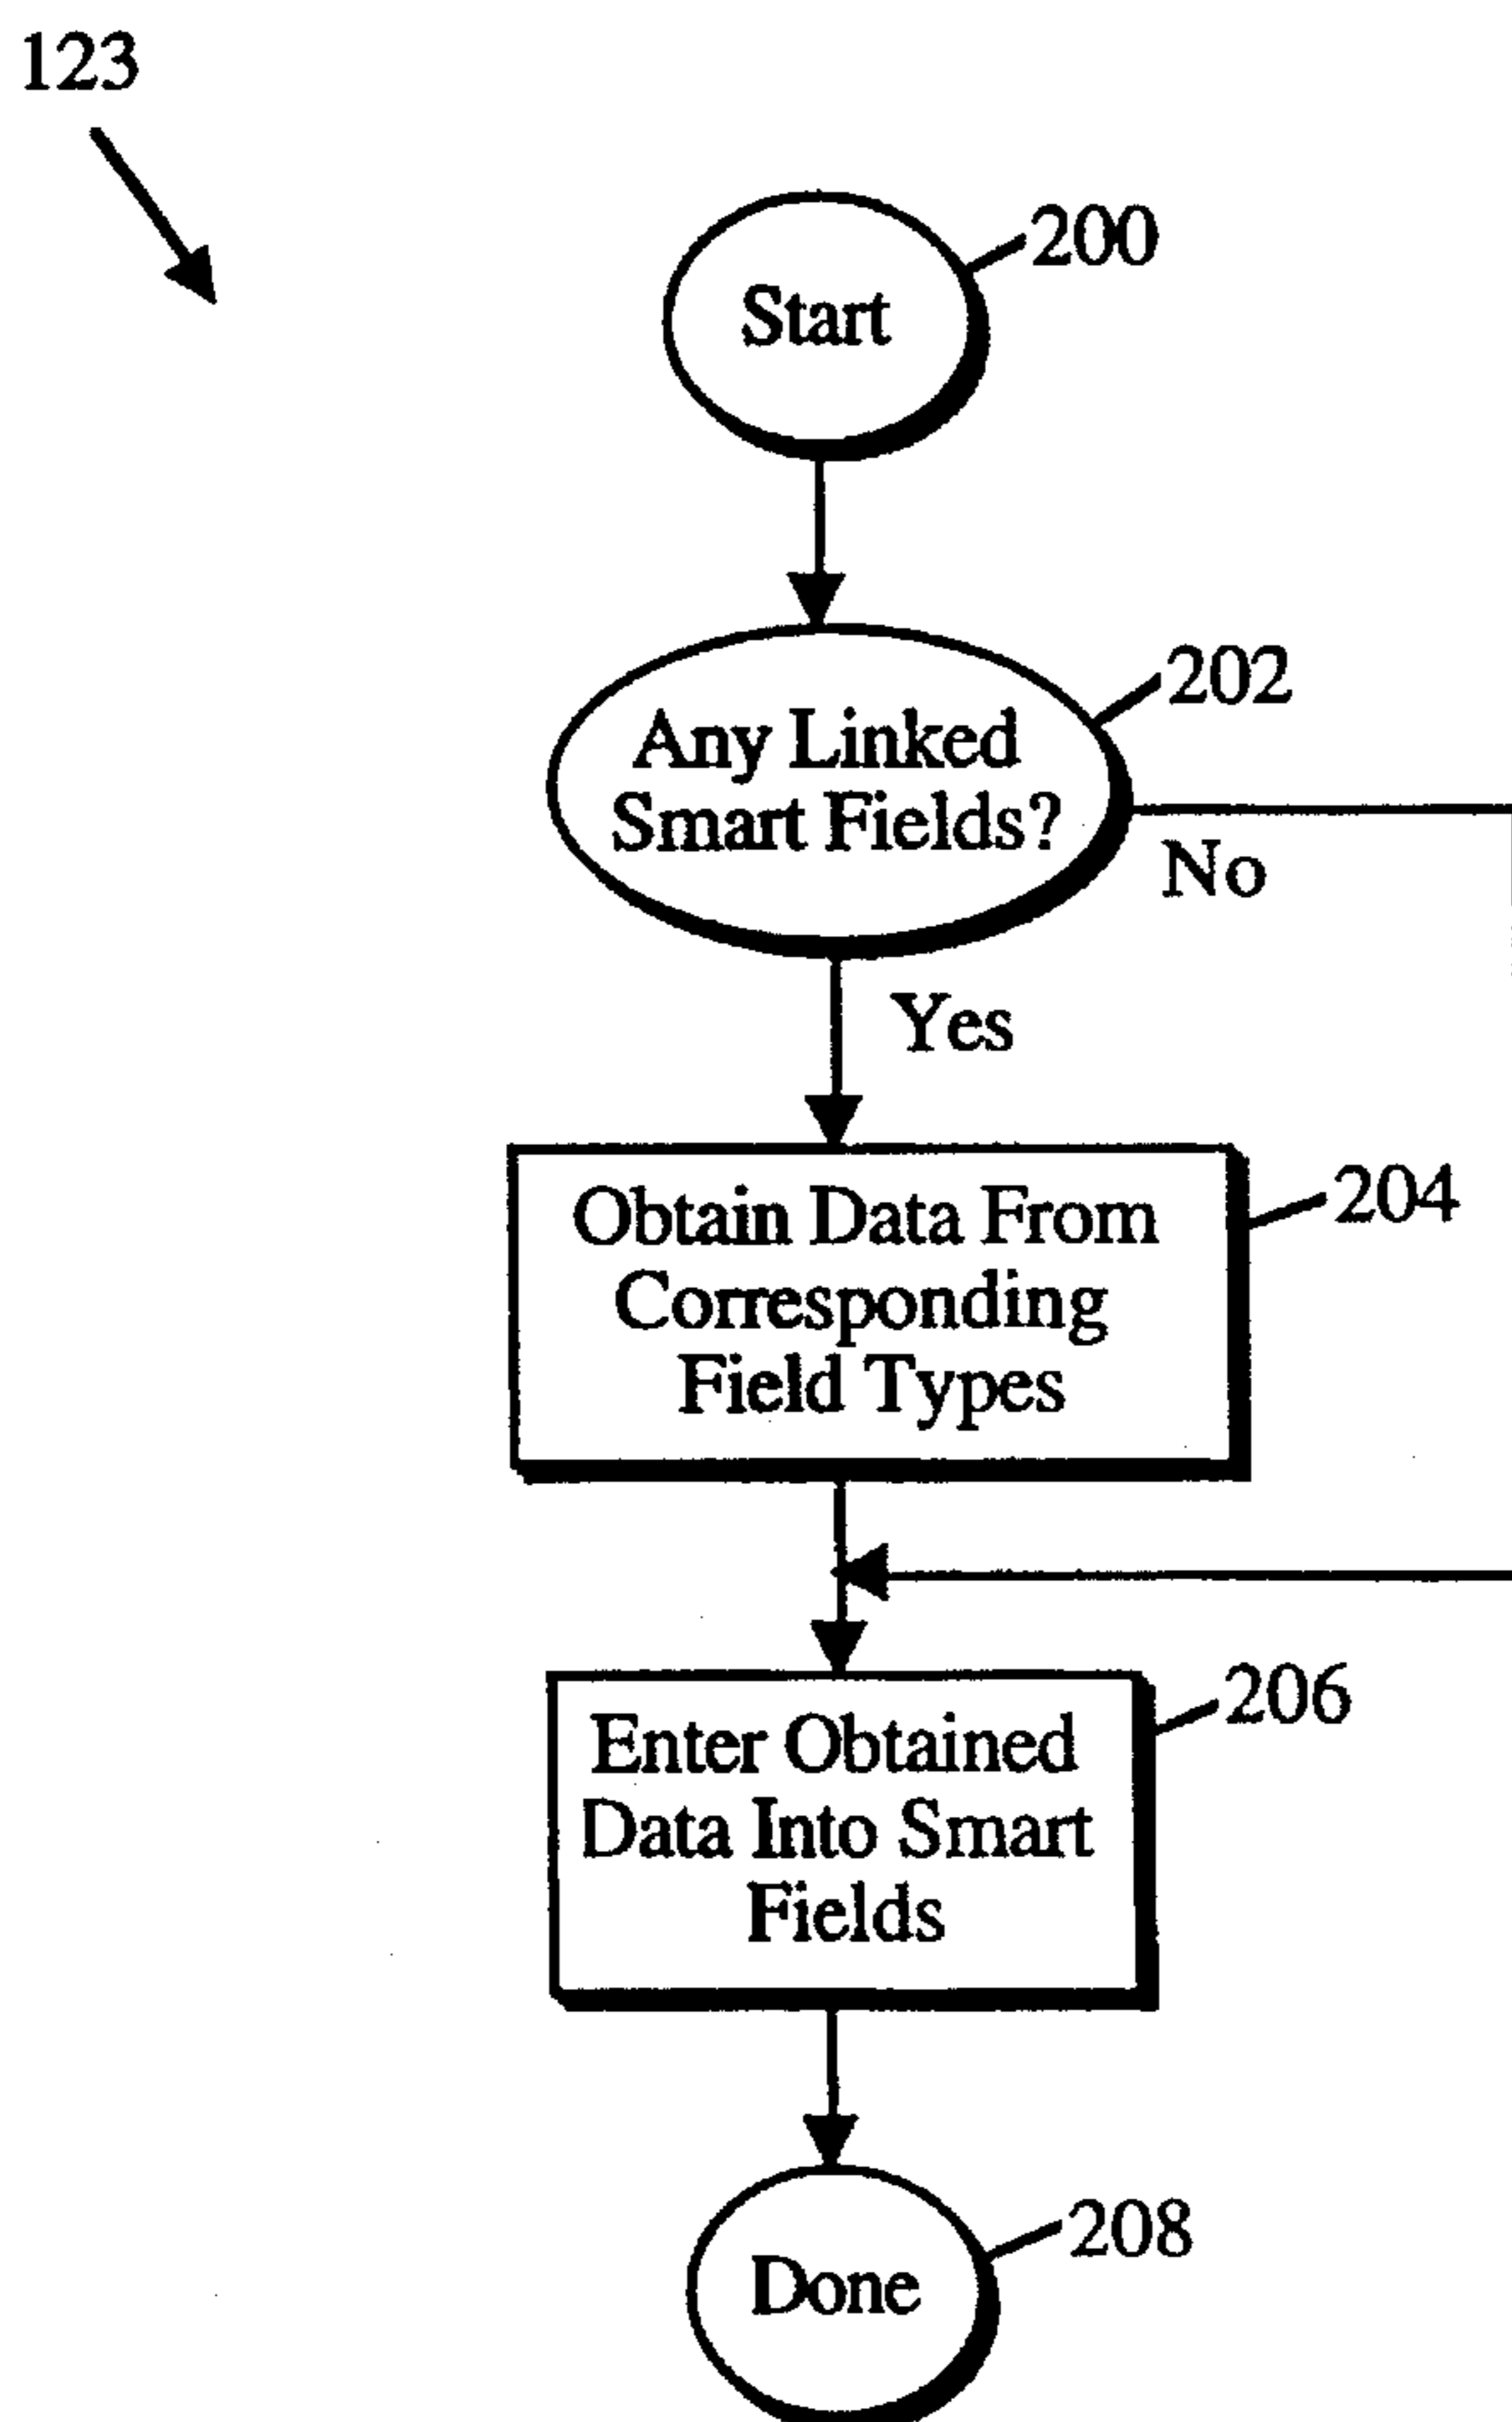 123
200
Start
202
Any Linked
Smart Fields?
No
Yes
204
Obtain Data From
Corresponding
Field Types
206
Enter Obtained
Data Into Smart
Fields
208
Done